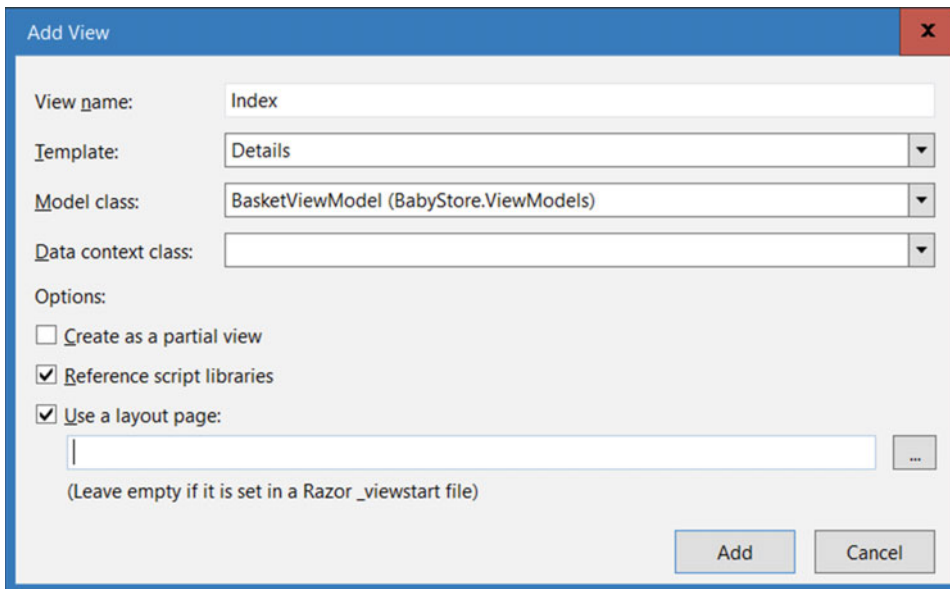 Add View
x
View name: Index
Template: Details
Model class: BasketViewModel (BabyStore.ViewModels)
Data context class:
Options:
Create as a partial view
Reference script libraries
Use a layout page:
...
(Leave empty if it is set in a Razor _viewstart file)
Add Cancel